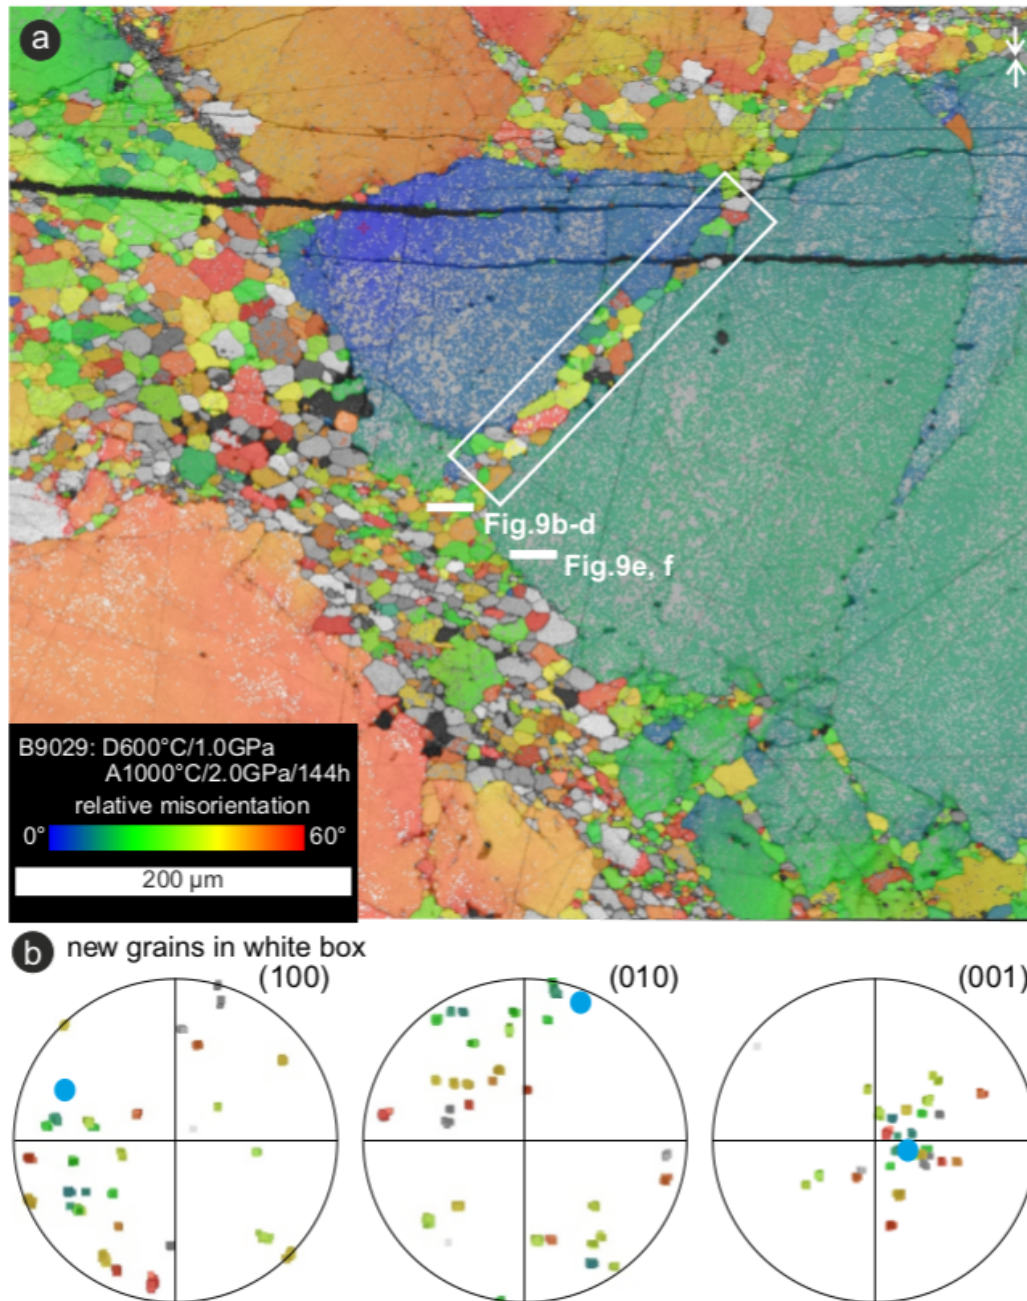 a
Fig.9b-d
Fig.9e, f
B9029: D600°C/1.0GPa
A1000°C/2.0GPa/144h
relative misorientation
0° 60°
200 µm
b new grains in white box
(100) (010) (001)